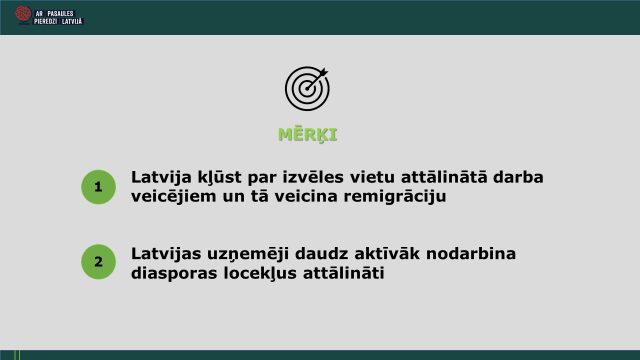 AR PASAULES
PIEREDZI LATVIJĀ
MĒRĶI
1
Latvija kļūst par izvēles vietu attālinātā darba
veicējiem un tā veicina remigrāciju
2
Latvijas uzņemēji daudz aktīvāk nodarbina
diasporas locekļus attālināti